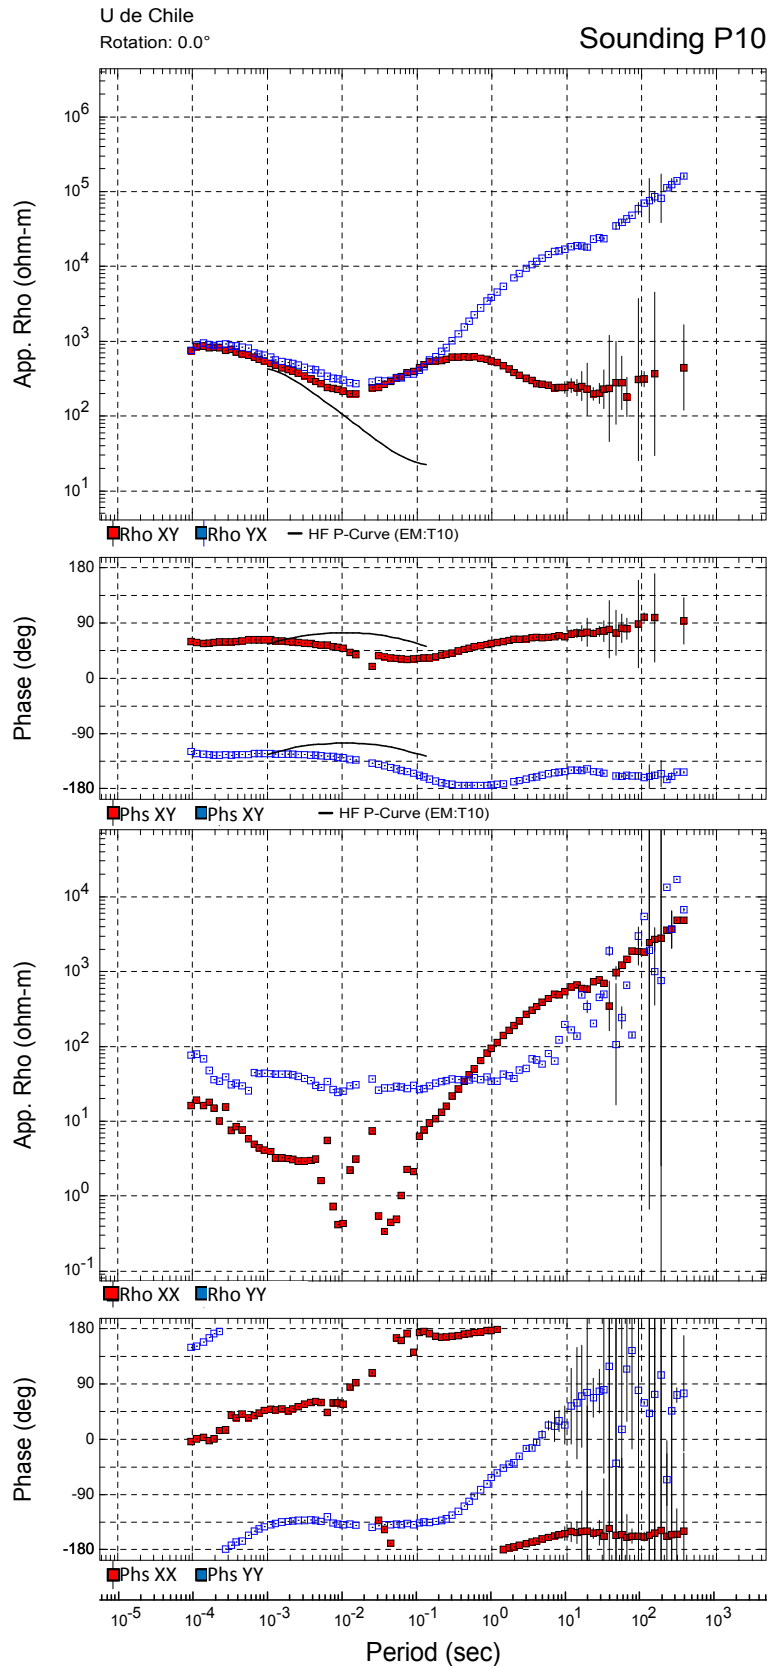 U de Chile
Rotation: 0.0°
Sounding P10
10^6
10^5
10^4
10^3
10^2
10^1
App. Rho (ohm-m)
Rho XY Rho YX HF P-Curve (EM:T10)
180
90
0
-90
-180
Phase (deg)
Phs XY Phs XY HF P-Curve (EM:T10)
10^4
10^3
10^2
10^1
10^0
10^-1
App. Rho (ohm-m)
Rho XX Rho YY
180
90
0
-90
-180
Phase (deg)
Phs XX Phs YY
10^-5 10^-4 10^-3 10^-2 10^-1 10^0 10^1 10^2 10^3
Period (sec)